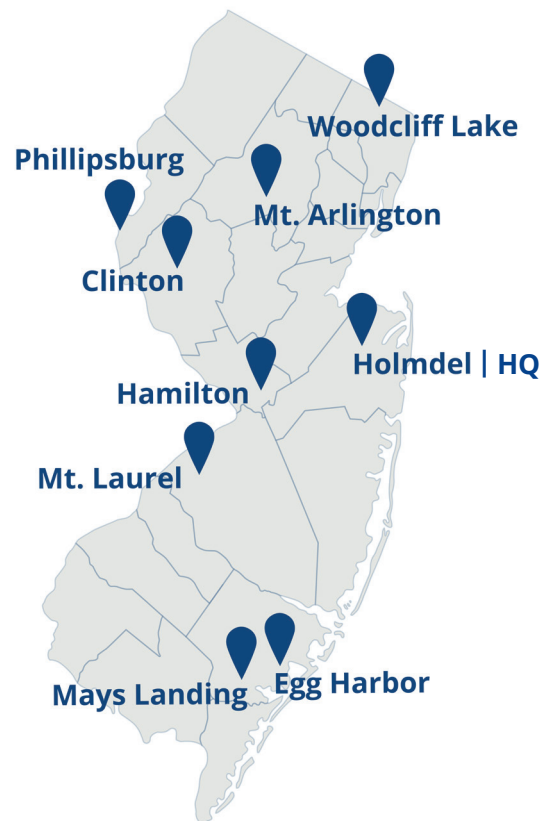 Woodcliff Lake
Phillipsburg
Mt. Arlington
Clinton
Holmdel | HQ
Hamilton
Mt. Laurel
Egg Harbor
Mays Landing